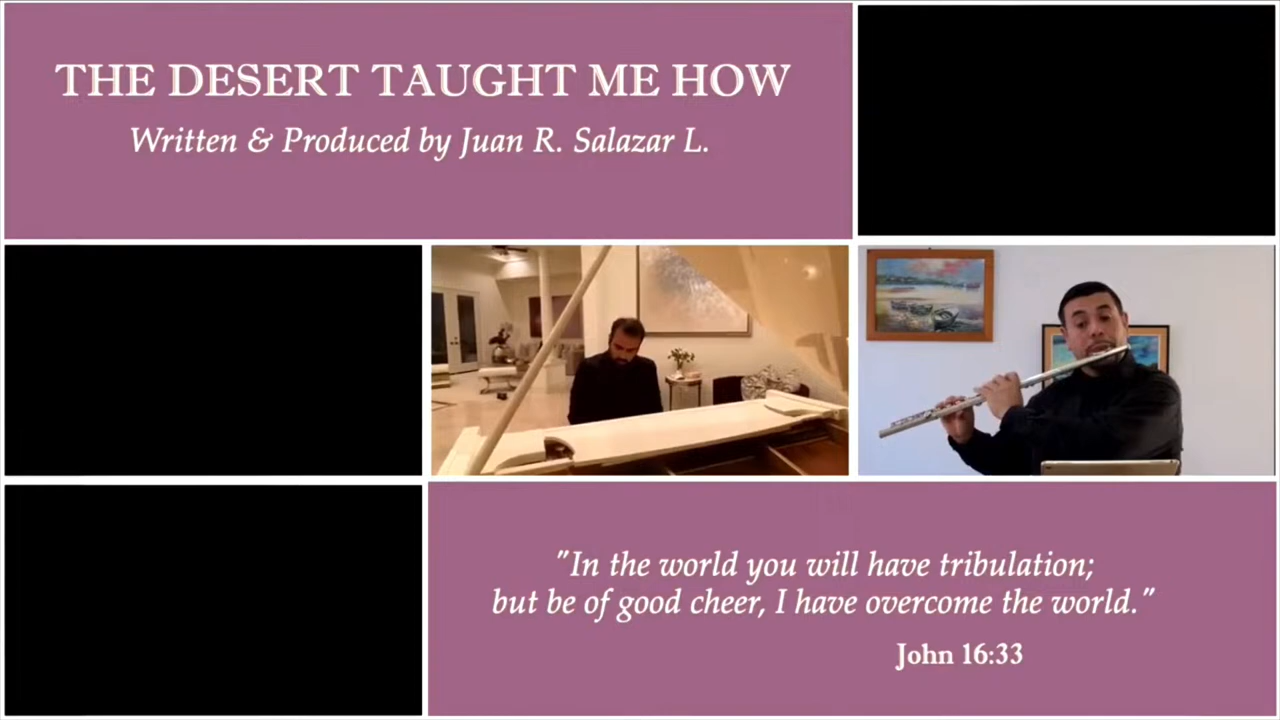 THE DESERT TAUGHT ME HOW
Written & Produced by Juan R. Salazar L.
"In the world you will have tribulation;
but be of good cheer, I have overcome the world."
John 16:33